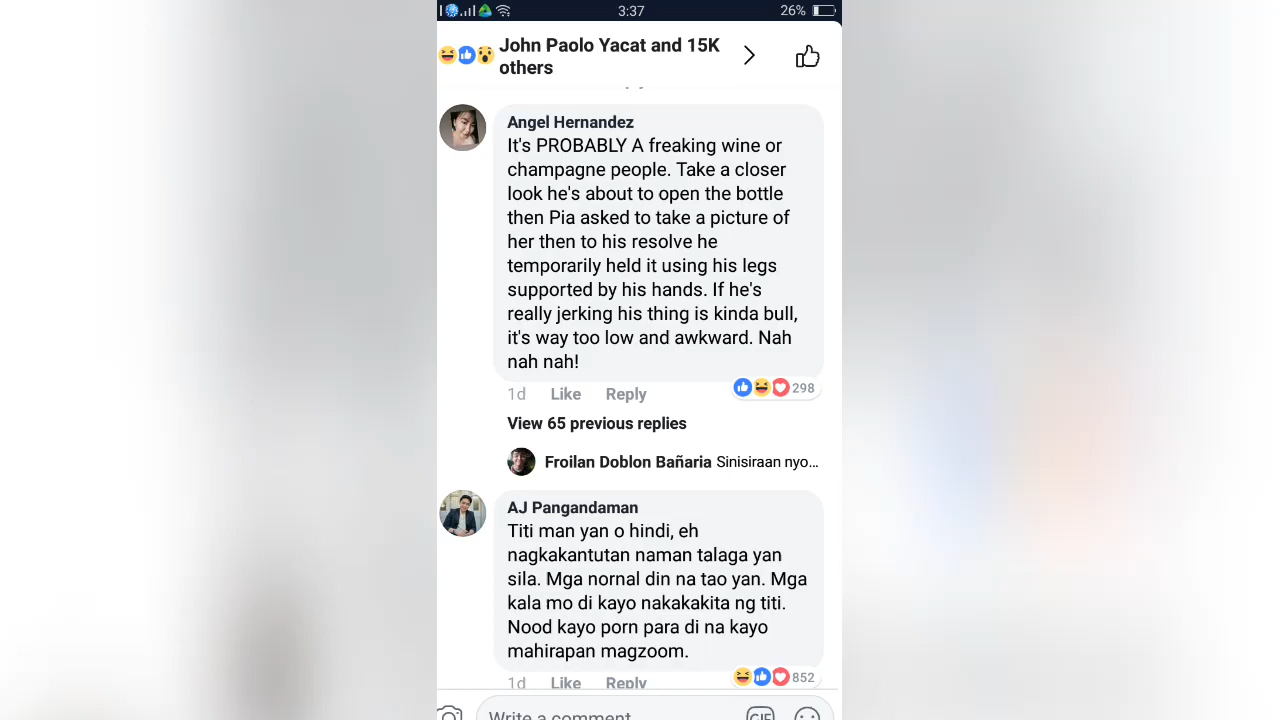 3:37
26%
John Paolo Yacat and 15K
others
Angel Hernandez
It's PROBABLY A freaking wine or
champagne people. Take a closer
look he's about to open the bottle
then Pia asked to take a picture of
her then to his resolve he
temporarily held it using his legs
supported by his hands. If he's
really jerking his thing is kinda bull,
it's way too low and awkward. Nah
nah nah!
1d Like Reply 298
View 65 previous replies
Froilan Doblon Bañaria Sinisiraan nyo...
AJ Pangandaman
Titi man yan o hindi, eh
nagkakantutan naman talaga yan
sila. Mga nornal din na tao yan. Mga
kala mo di kayo nakakakita ng titi.
Nood kayo porn para di na kayo
mahirapan magzoom.
852
1d Like Reply
Write a comment
GIF